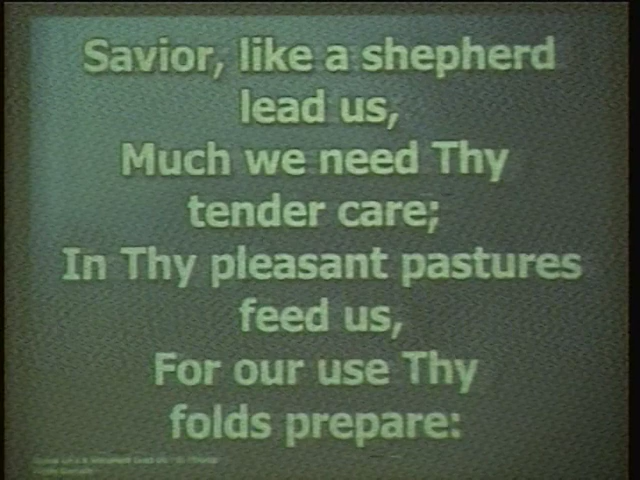 Savior, like a shepherd
lead us,
Much we need Thy
tender care;
In Thy pleasant pastures
feed us,
For our use Thy
folds prepare: